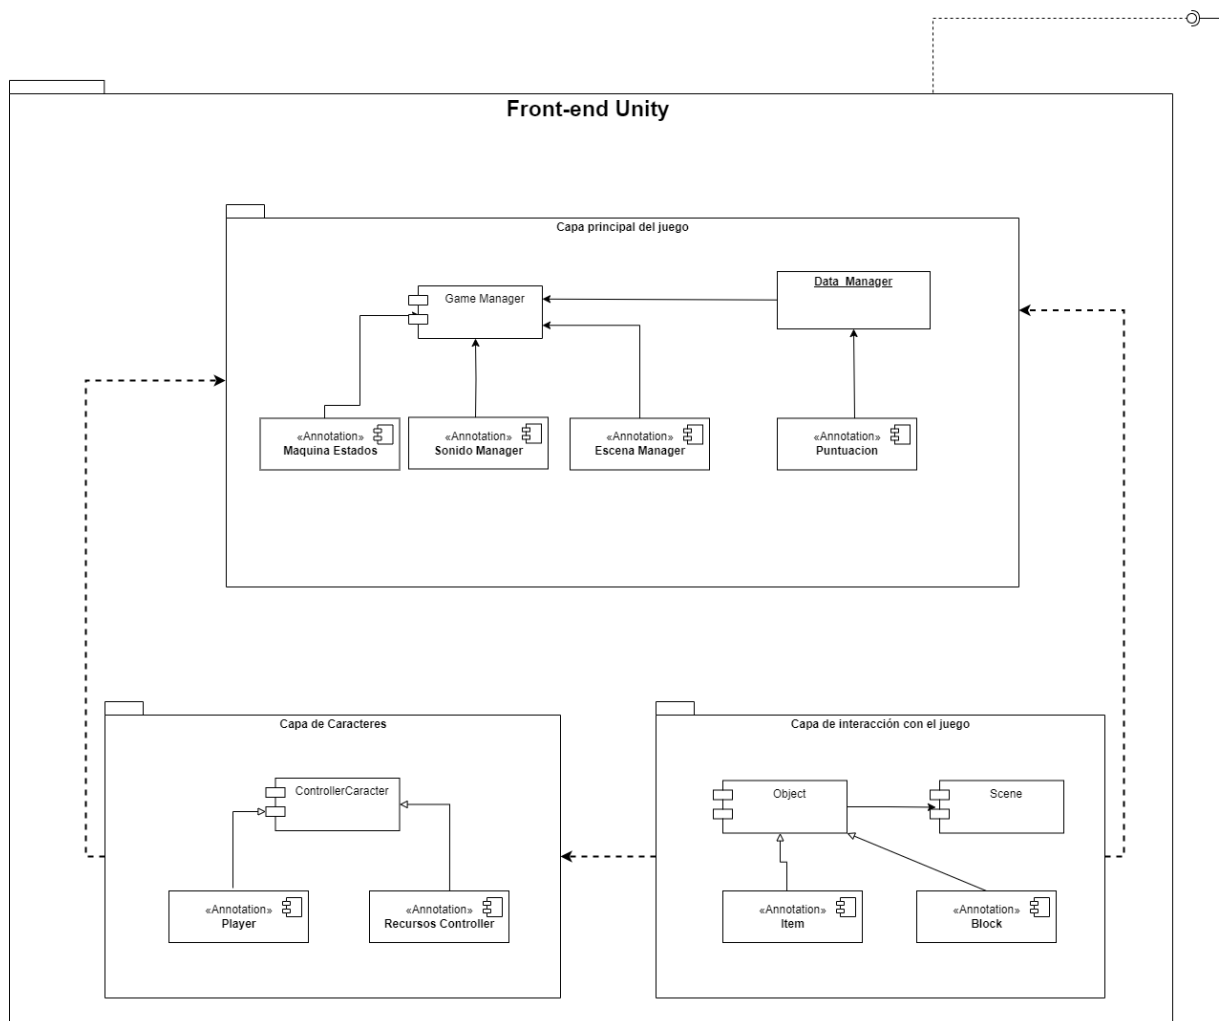 Front-end Unity
Capa principal del juego
Game Manager
Data_Manager
«Annotation»
Maquina Estados
«Annotation»
Sonido Manager
«Annotation»
Escena Manager
«Annotation»
Puntuacion
Capa de Caracteres
ControllerCaracter
«Annotation»
Player
«Annotation»
Recursos Controller
Capa de interacción con el juego
Object
Scene
«Annotation»
Item
«Annotation»
Block